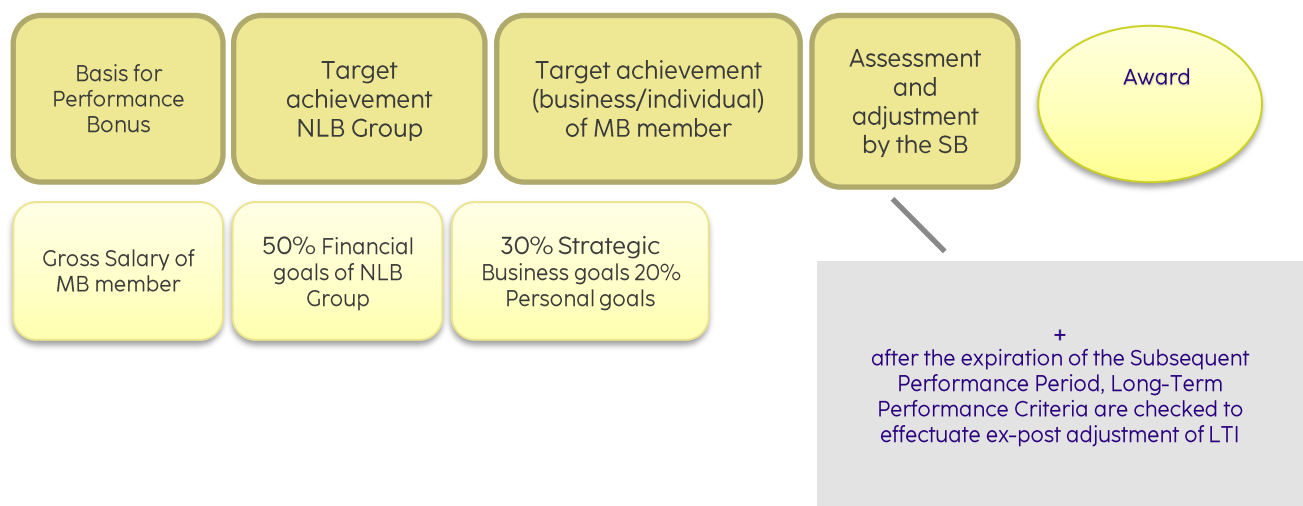 Basis for
Performance
Bonus
Target
achievement
NLB Group
Target achievement
(business/individual)
of MB member
Assessment
and
adjustment
by the SB
Award
Gross Salary of
MB member
50% Financial
goals of NLB
Group
30% Strategic
Business goals 20%
Personal goals
+
after the expiration of the Subsequent
Performance Period, Long-Term
Performance Criteria are checked to
effectuate ex-post adjustment of LTI